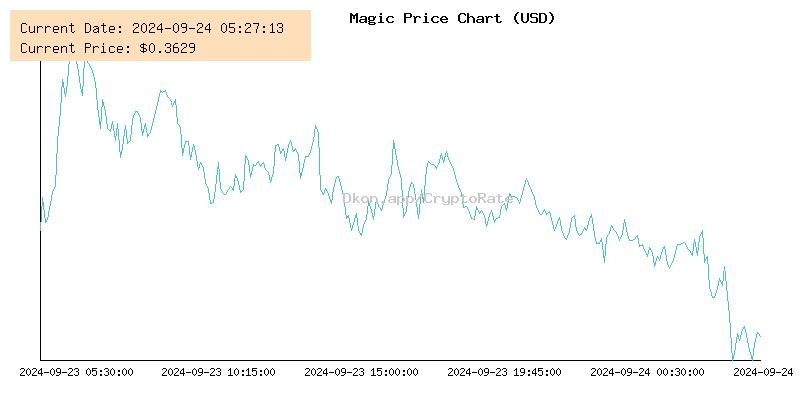 Magic Price Chart (USD)
Current Date: 2024-09-24 05:27:13
Current Price: $0.3629
Dkon.app/CryptoRate
2024-09-23 05:30:00 2024-09-23 10:15:00 2024-09-23 15:00:00 2024-09-23 19:45:00 2024-09-24 00:30:00 2024-09-24